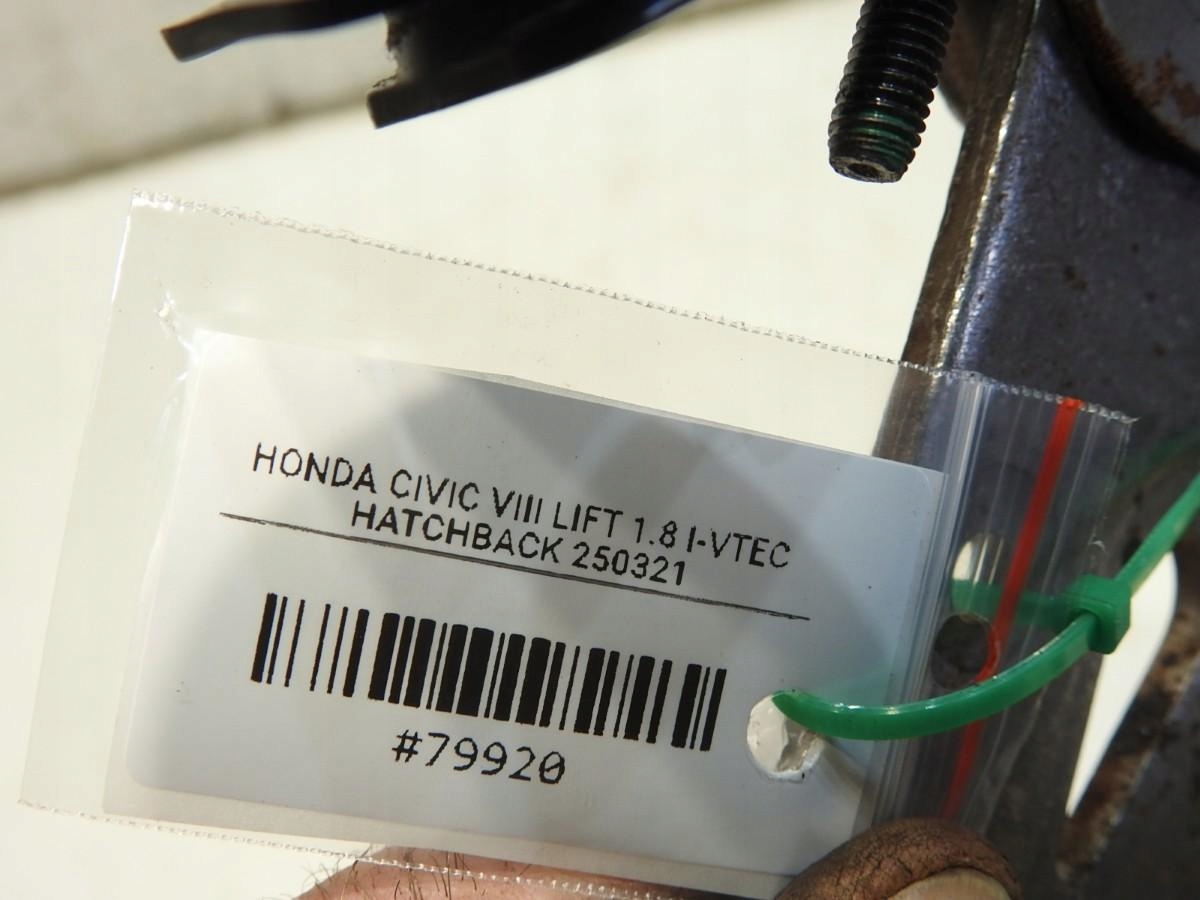 HONDA CIVIC VIII LIFT 1.8 I-VTEC
HATCHBACK 250321
#79920